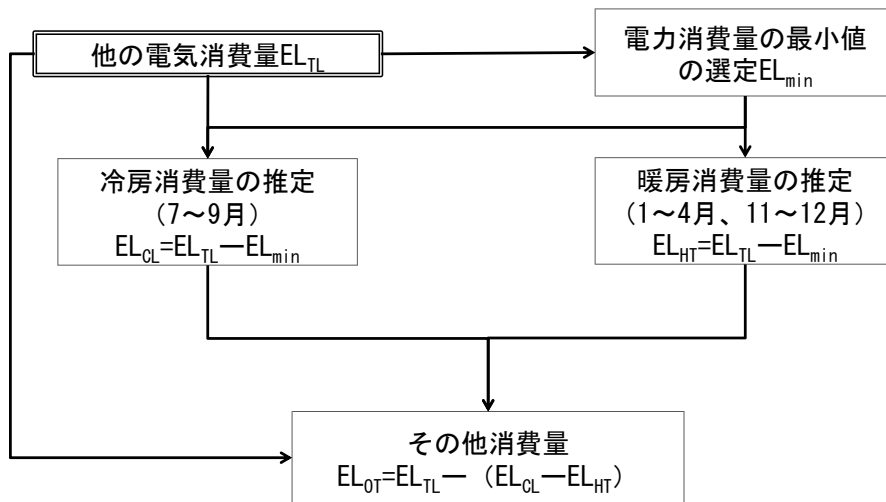 他の電気消費量EL_TL
電力消費量の最小値
の選定EL_min
冷房消費量の推定
（7～9月）
EL_CL=EL_TL―EL_min
暖房消費量の推定
（1～4月、11～12月）
EL_HT=EL_TL―EL_min
その他消費量
EL_OT=EL_TL―（EL_CL―EL_HT）